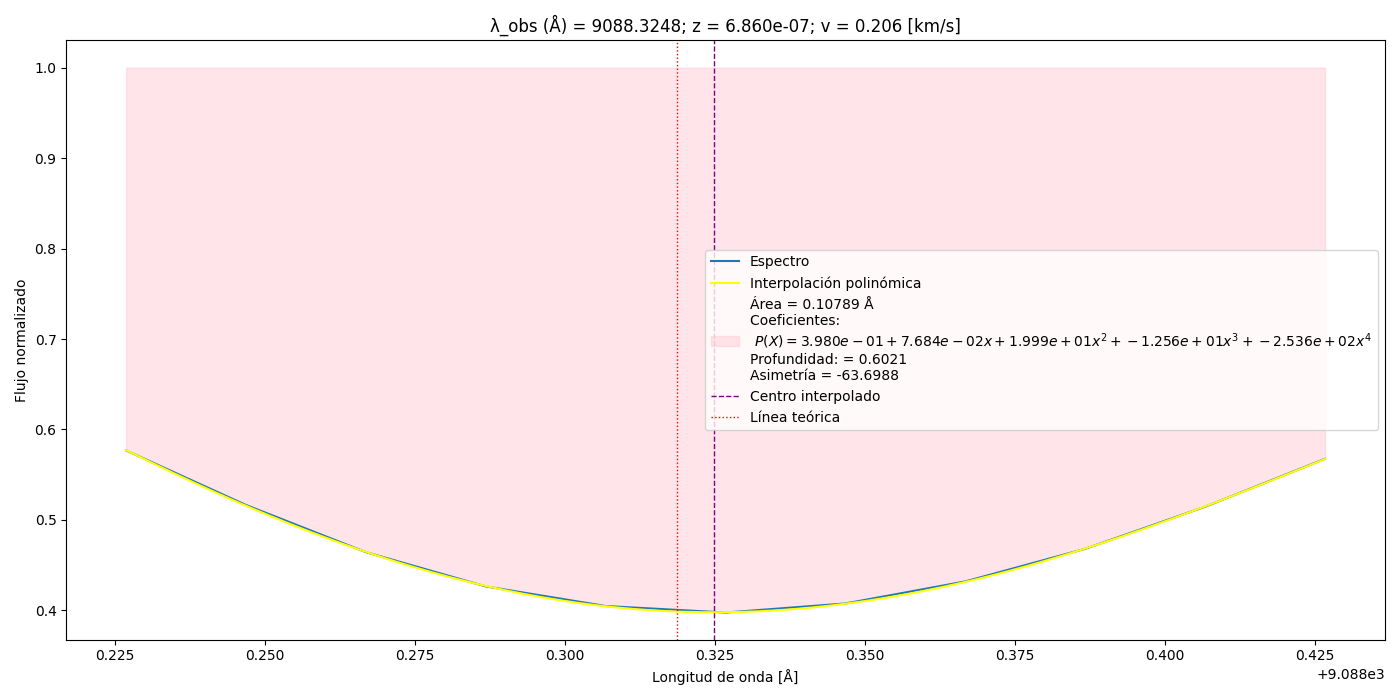 λ_obs (Å) = 9088.3248; z = 6.860e-07; v = 0.206 [km/s]
Flujo normalizado
1.0
0.9
0.8
0.7
0.6
0.5
0.4
Espectro
Interpolación polinómica
Área = 0.10789 Å
Coeficientes:
P(X) = 3.980e − 01 + 7.684e − 02x + 1.999e + 01x² + −1.256e + 01x³ + −2.536e + 02x⁴
Profundidad: = 0.6021
Asimetría = -63.6988
Centro interpolado
Línea teórica
0.225 0.250 0.275 0.300 0.325 0.350 0.375 0.400 0.425
+9.088e3
Longitud de onda [Å]